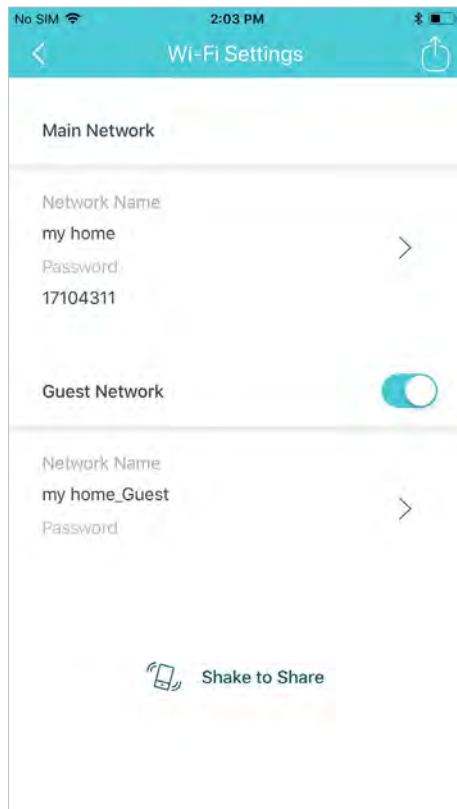 No SIM 2:03 PM
Wi-Fi Settings
Main Network
Network Name
my home
Password
17104311
Guest Network
Network Name
my home_Guest
Password
Shake to Share